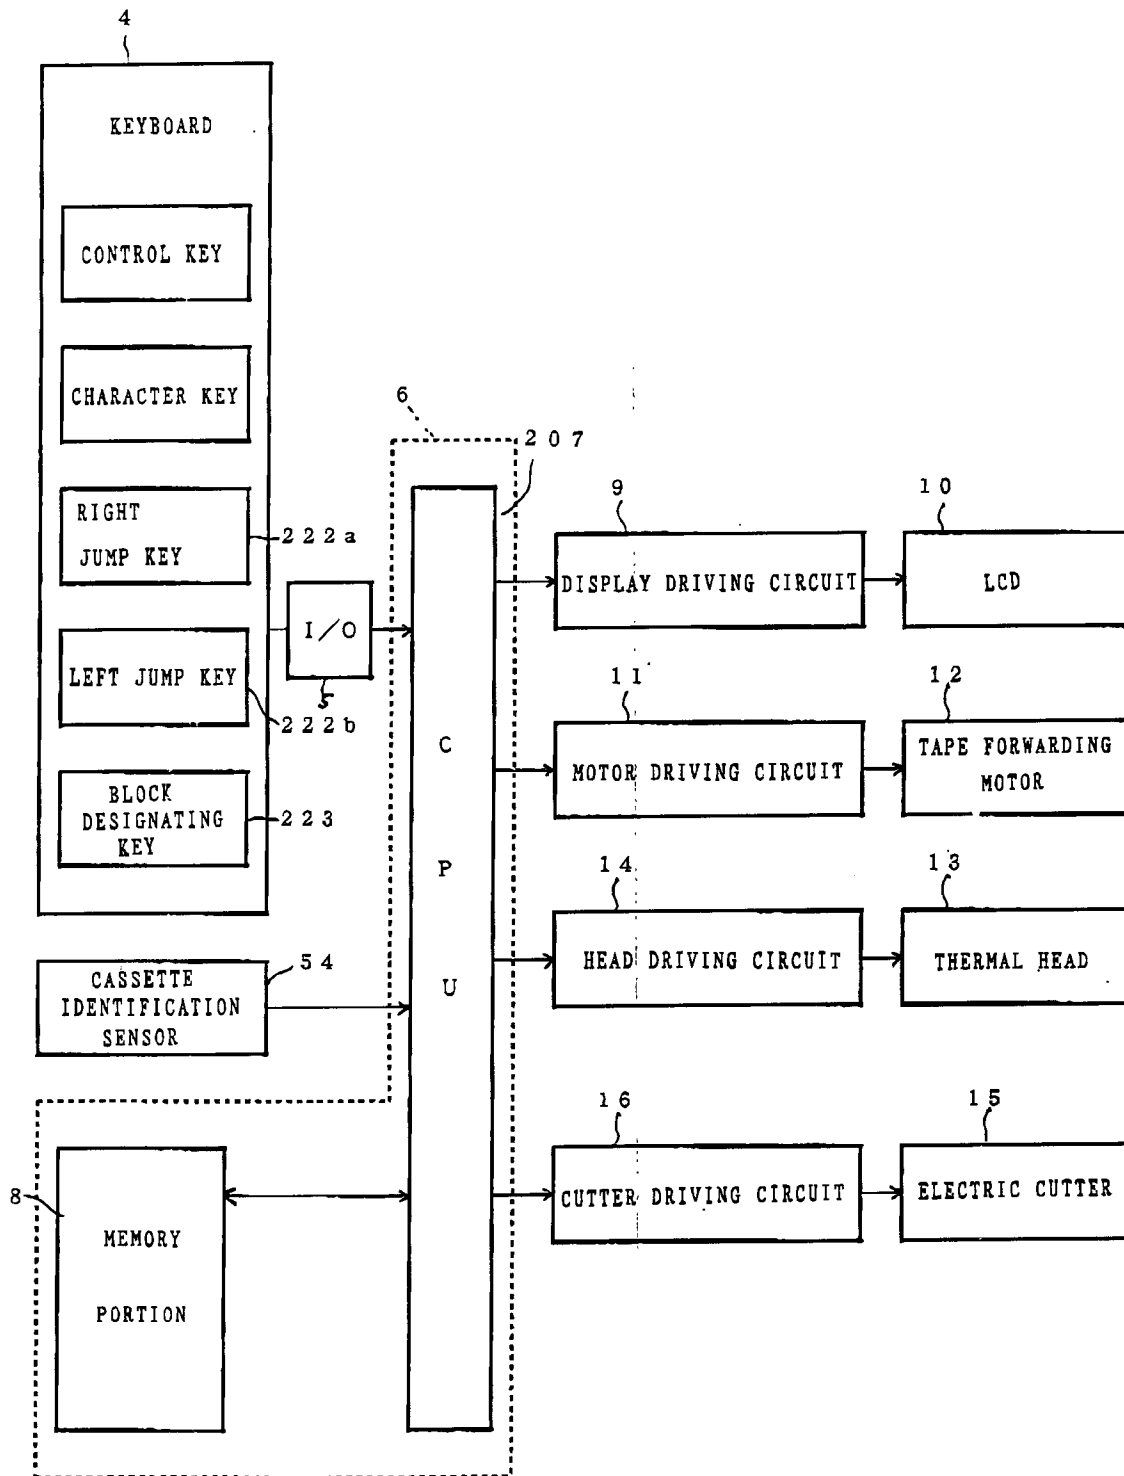 4
KEYBOARD
CONTROL KEY
CHARACTER KEY
RIGHT
JUMP KEY
222a
LEFT JUMP KEY
222b
BLOCK
DESIGNATING
KEY
223
I/O
5
CASSETTE
IDENTIFICATION
SENSOR
54
6
207
C
P
U
8
MEMORY
PORTION
9
DISPLAY DRIVING CIRCUIT
10
LCD
11
MOTOR DRIVING CIRCUIT
12
TAPE FORWARDING
MOTOR
14
HEAD DRIVING CIRCUIT
13
THERMAL HEAD
16
CUTTER DRIVING CIRCUIT
15
ELECTRIC CUTTER